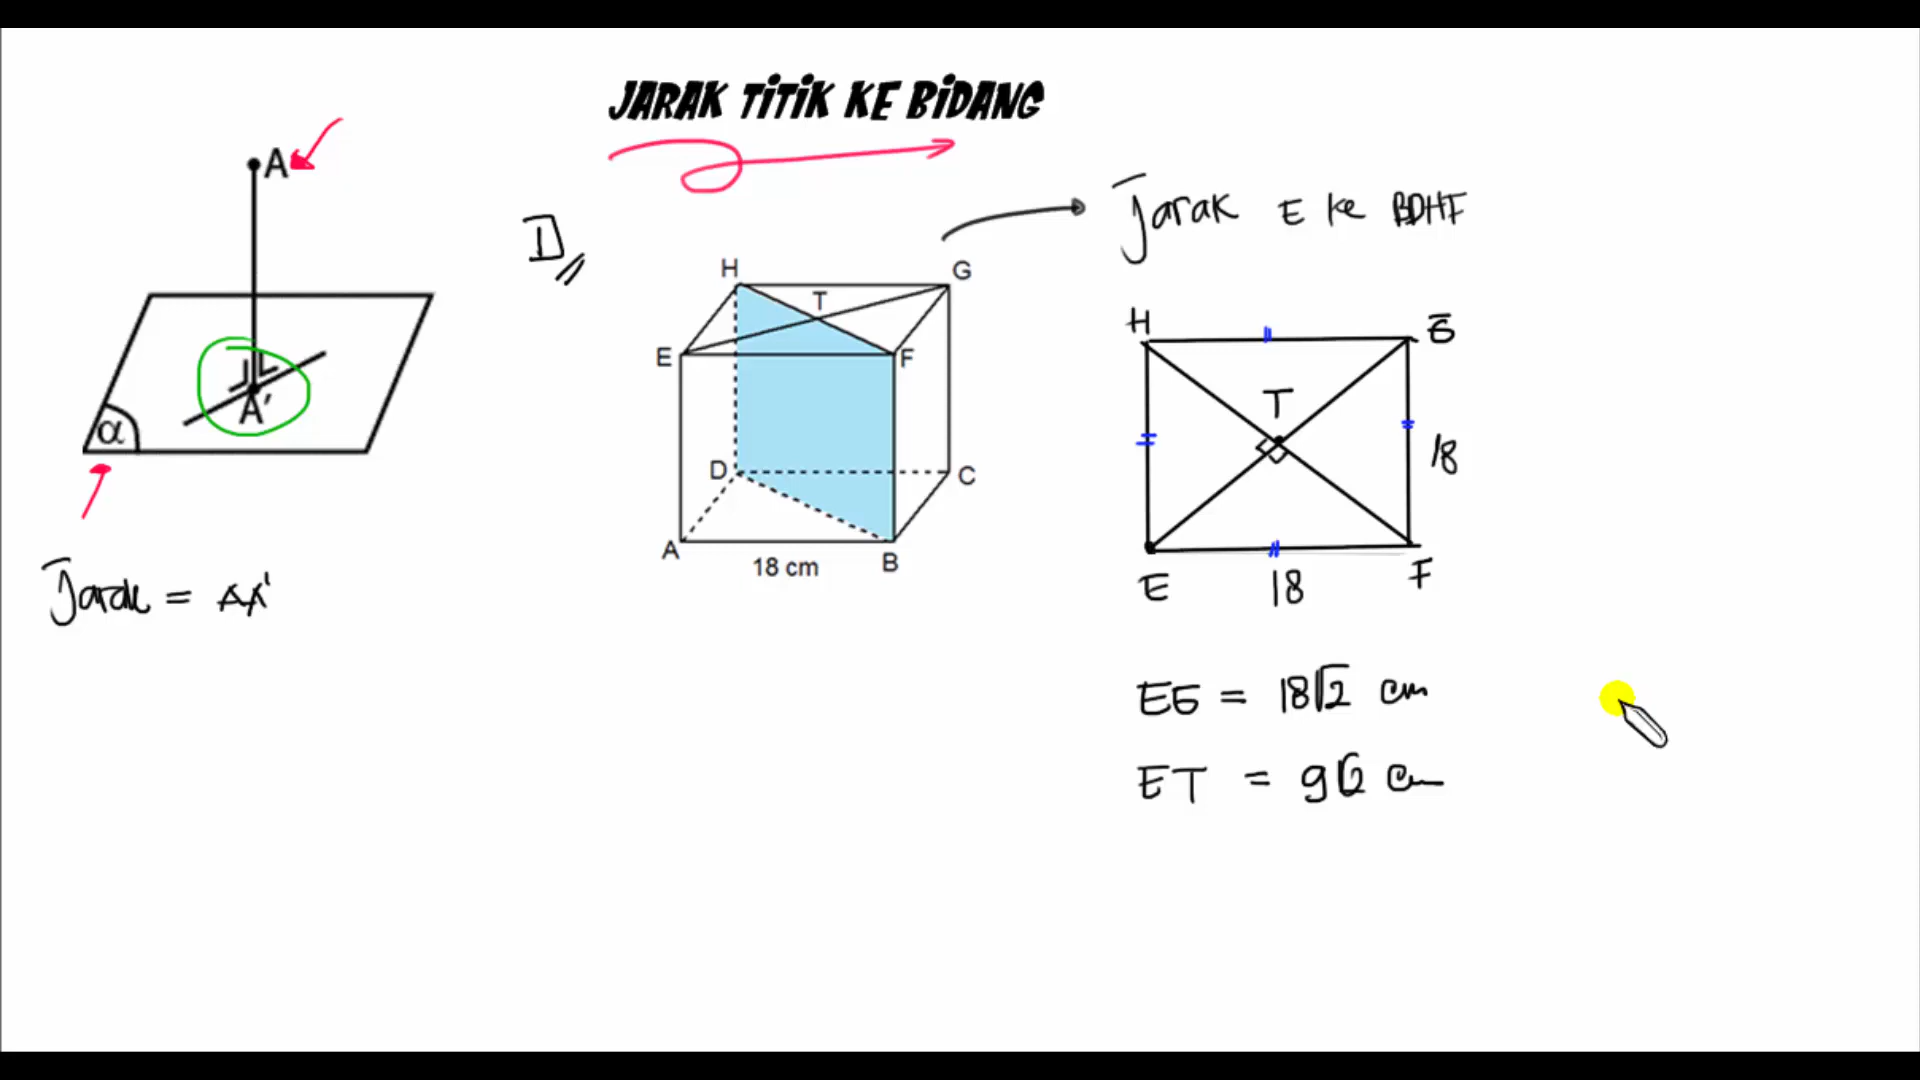 JARAK TITIK KE BIDANG
A
A'
α
Jarak = AA'
D
H
G
T
E
F
D
C
A
B
18 cm
Jarak E ke BDHF
H
G
T
18
E
18
F
EG = 18√2 cm
ET = 9√2 cm